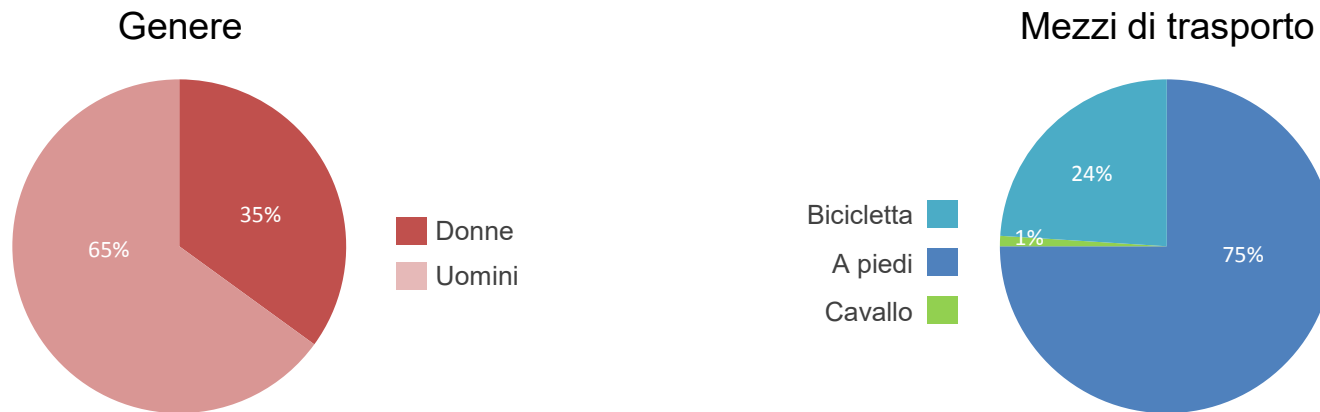 Genere
35%
65%
Donne
Uomini
Mezzi di trasporto
Bicicletta
A piedi
Cavallo
24%
1%
75%